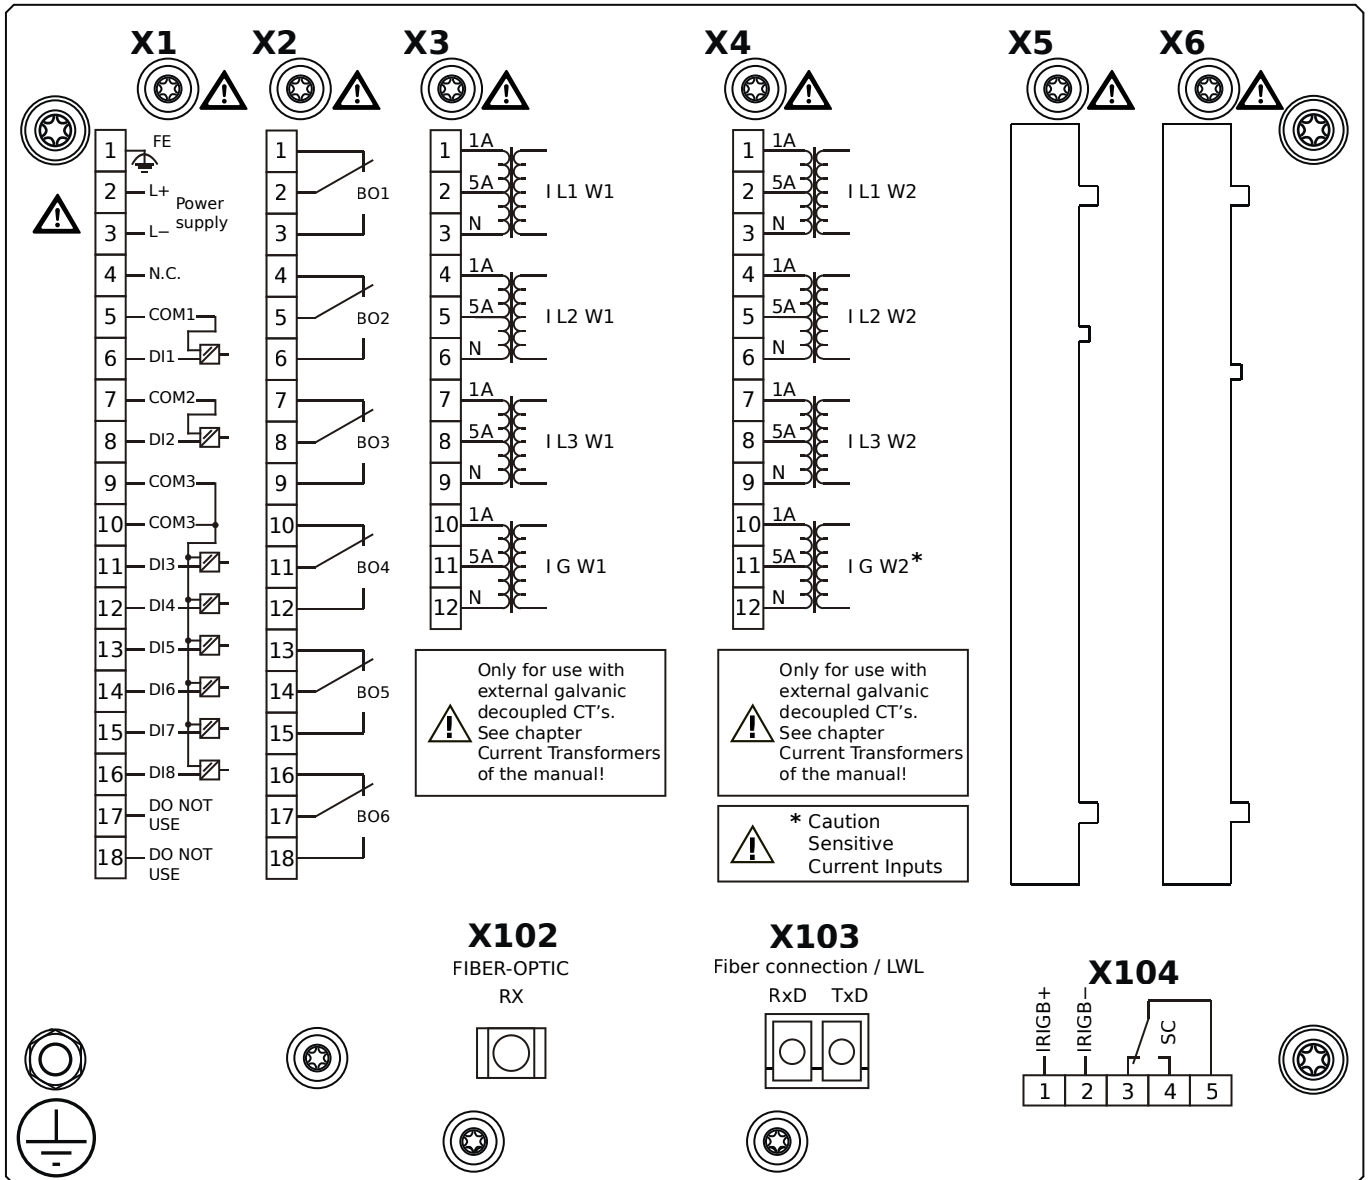 X1
X2
X3
X4
X5
X6
1
FE
2
L+
Power
supply
3
L−
4
N.C.
5
COM1
6
DI1
7
COM2
8
DI2
9
COM3
10
COM3
11
DI3
12
DI4
13
DI5
14
DI6
15
DI7
16
DI8
17
DO NOT
USE
18
DO NOT
USE
1
2
BO1
3
4
5
BO2
6
7
8
BO3
9
10
11
BO4
12
13
14
BO5
15
16
17
BO6
18
1
1A
2
5A
I L1 W1
3
N
4
1A
5
5A
I L2 W1
6
N
7
1A
8
5A
I L3 W1
9
N
10
1A
11
5A
I G W1
12
N
Only for use with
external galvanic
decoupled CT's.
See chapter
Current Transformers
of the manual!
1
1A
2
5A
I L1 W2
3
N
4
1A
5
5A
I L2 W2
6
N
7
1A
8
5A
I L3 W2
9
N
10
1A
11
5A
I G W2*
12
N
Only for use with
external galvanic
decoupled CT's.
See chapter
Current Transformers
of the manual!
* Caution
Sensitive
Current Inputs
X102
FIBER-OPTIC
RX
X103
Fiber connection / LWL
RxD TxD
X104
IRIGB+
IRIGB−
SC
1 2 3 4 5